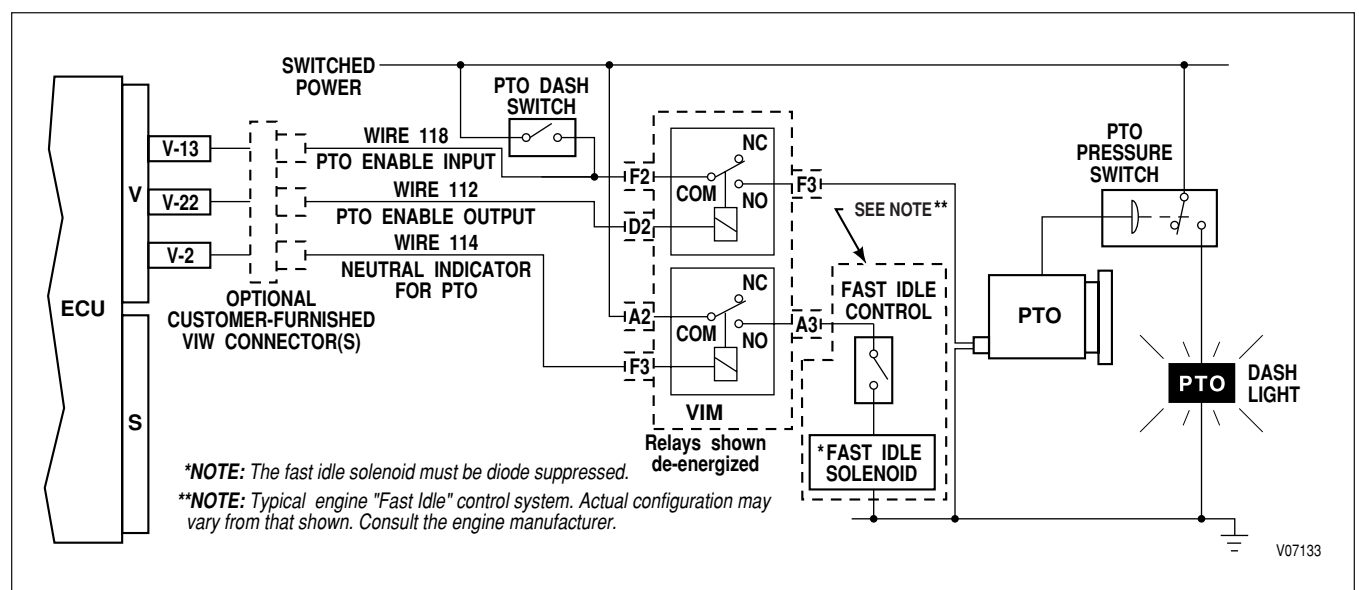 SWITCHED
POWER
PTO DASH
SWITCH
PTO
PRESSURE
SWITCH
V
V-13
V-22
V-2
ECU
S
WIRE 118
PTO ENABLE INPUT
WIRE 112
PTO ENABLE OUTPUT
WIRE 114
NEUTRAL INDICATOR
FOR PTO
OPTIONAL
CUSTOMER-FURNISHED
VIW CONNECTOR(S)
F2
D2
NC
COM
NO
F3
A2
F3
NC
COM
NO
A3
VIM
Relays shown
de-energized
SEE NOTE**
FAST IDLE
CONTROL
*FAST IDLE
SOLENOID
PTO
PTO
DASH
LIGHT
*NOTE: The fast idle solenoid must be diode suppressed.
**NOTE: Typical engine "Fast Idle" control system. Actual configuration may
vary from that shown. Consult the engine manufacturer.
V07133